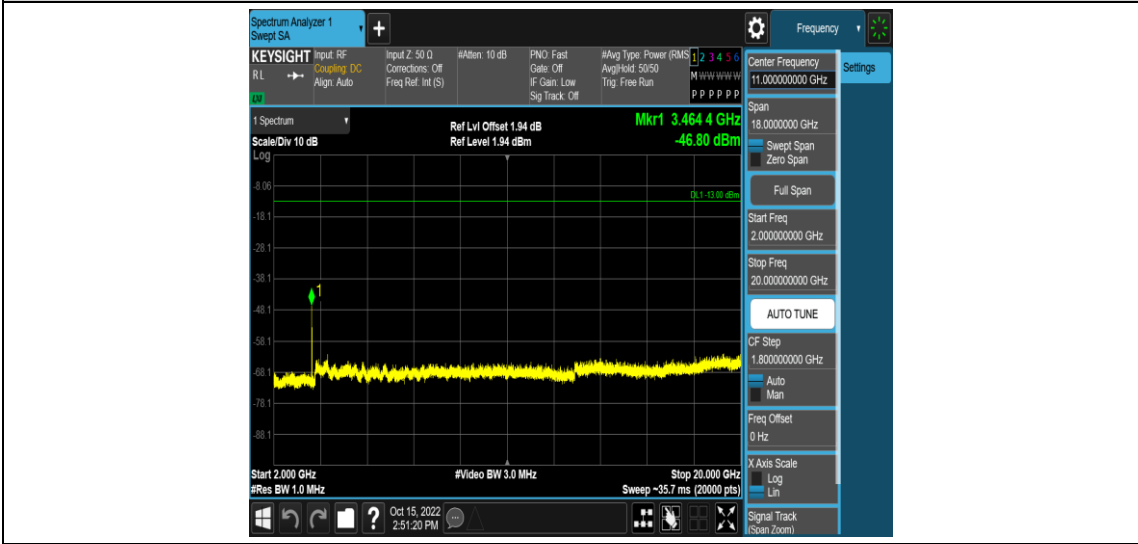 Spectrum Analyzer 1
Swept SA
Frequency
KEYSIGHT
RL
LXI
Input: RF
Coupling: DC
Align: Auto
Input Z: 50 Ω
Corrections: Off
Freq Ref: Int (S)
#Atten: 10 dB
PNO: Fast
Gate: Off
IF Gain: Low
Sig Track: Off
#Avg Type: Power (RMS
Avg|Hold: 50/50
Trig: Free Run
1 2 3 4 5 6
M W W W W W
P P P P P P
1 Spectrum
Scale/Div 10 dB
Log
Ref Lvl Offset 1.94 dB
Ref Level 1.94 dBm
Mkr1 3.464 4 GHz
-46.80 dBm
-8.06
DL1 -13.00 dBm
-18.1
-28.1
-38.1
1
-48.1
-58.1
-68.1
-78.1
-88.1
Start 2.000 GHz
#Video BW 3.0 MHz
Stop 20.000 GHz
#Res BW 1.0 MHz
Sweep ~35.7 ms (20000 pts)
?
Oct 15, 2022
2:51:20 PM
Center Frequency
11.000000000 GHz
Settings
Span
18.0000000 GHz
Swept Span
Zero Span
Full Span
Start Freq
2.000000000 GHz
Stop Freq
20.000000000 GHz
AUTO TUNE
CF Step
1.800000000 GHz
Auto
Man
Freq Offset
0 Hz
X Axis Scale
Log
Lin
Signal Track
(Span Zoom)